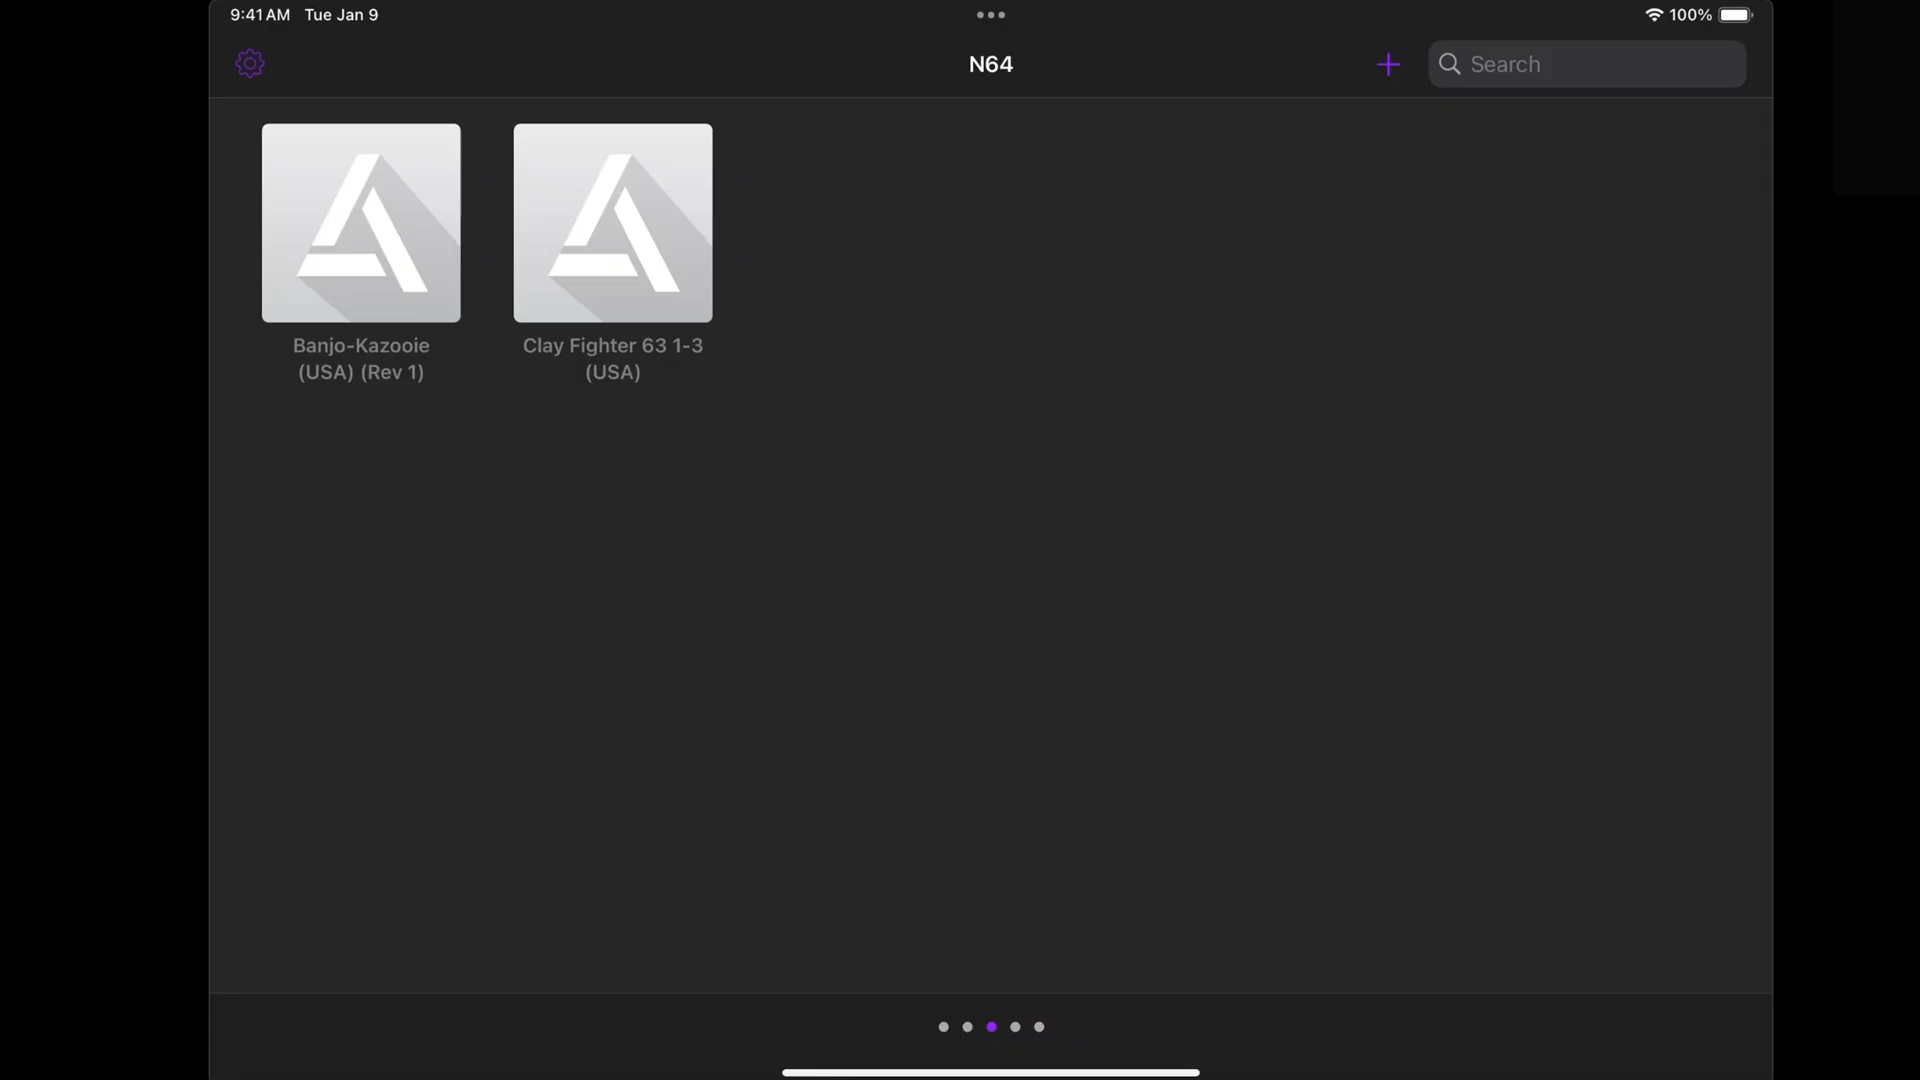 9:41 AM Tue Jan 9
100%
N64
Search
Banjo-Kazooie
(USA) (Rev 1)
Clay Fighter 63 1-3
(USA)